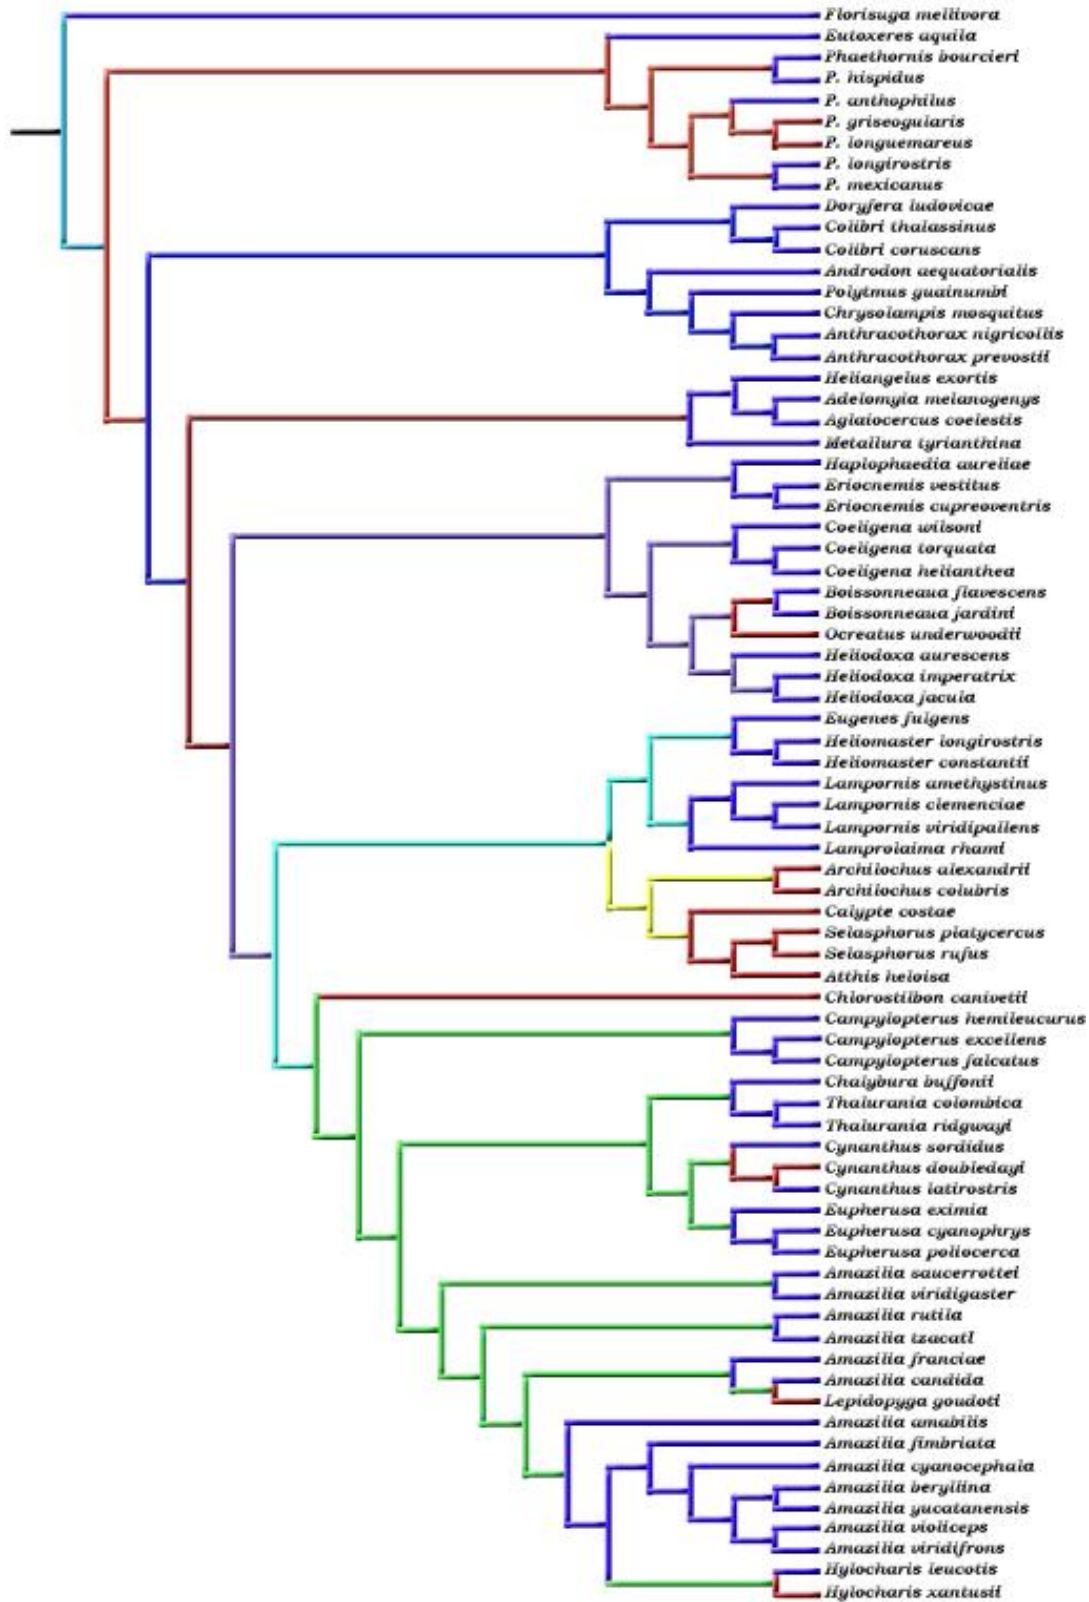 Florisuga mellivora
Eutoxeres aquila
Phaethornis bourcieri
P. hispidus
P. anthophilus
P. griseogularis
P. longuemareus
P. longirostris
P. mexicanus
Doryfera ludovicae
Colibri thalassinus
Colibri coruscans
Androdon aequatorialis
Polytmus guainumbi
Chrysolampis mosquitus
Anthracothorax nigricollis
Anthracothorax prevostii
Heliangelus exortis
Adelomyia melanogenys
Aglaiocercus coelestis
Metallura tyrianthina
Haplophaedia aureliae
Eriocnemis vestitus
Eriocnemis cupreoventris
Coeligena wilsoni
Coeligena torquata
Coeligena helianthea
Boissonneaua flavescens
Boissonneaua jardini
Ocreatus underwoodii
Heliodoxa aurescens
Heliodoxa imperatrix
Heliodoxa jacula
Eugenes fulgens
Heliomaster longirostris
Heliomaster constantii
Lampornis amethystinus
Lampornis clemenciae
Lampornis viridipallens
Lamprolaima rhami
Archilochus alexandrii
Archilochus colubris
Calypte costae
Selasphorus platycercus
Selasphorus rufus
Atthis heloisa
Chlorostilbon canivetii
Campylopterus hemileucurus
Campylopterus excellens
Campylopterus falcatus
Chalybura buffonii
Thalurania colombica
Thalurania ridgwayi
Cynanthus sordidus
Cynanthus doubledayi
Cynanthus latirostris
Eupherusa eximia
Eupherusa cyanophrys
Eupherusa poliocerca
Amazilia saucerrottei
Amazilia viridigaster
Amazilia rutila
Amazilia tzacatl
Amazilia franciae
Amazilia candida
Lepidopyga goudoti
Amazilia amabilis
Amazilia fimbriata
Amazilia cyanocephala
Amazilia beryllina
Amazilia yucatanensis
Amazilia violiceps
Amazilia viridifrons
Hylocharis leucotis
Hylocharis xantusii